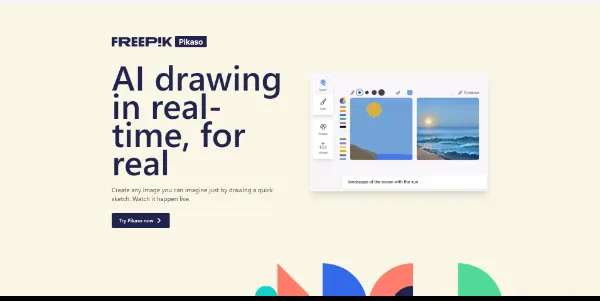 FREEP!K Pikaso
AI drawing
in real-
time, for
real
Create any image you can imagine just by drawing a quick
sketch. Watch it happen live.
Try Pikaso now
Enhance
landscape of the ocean with the sun